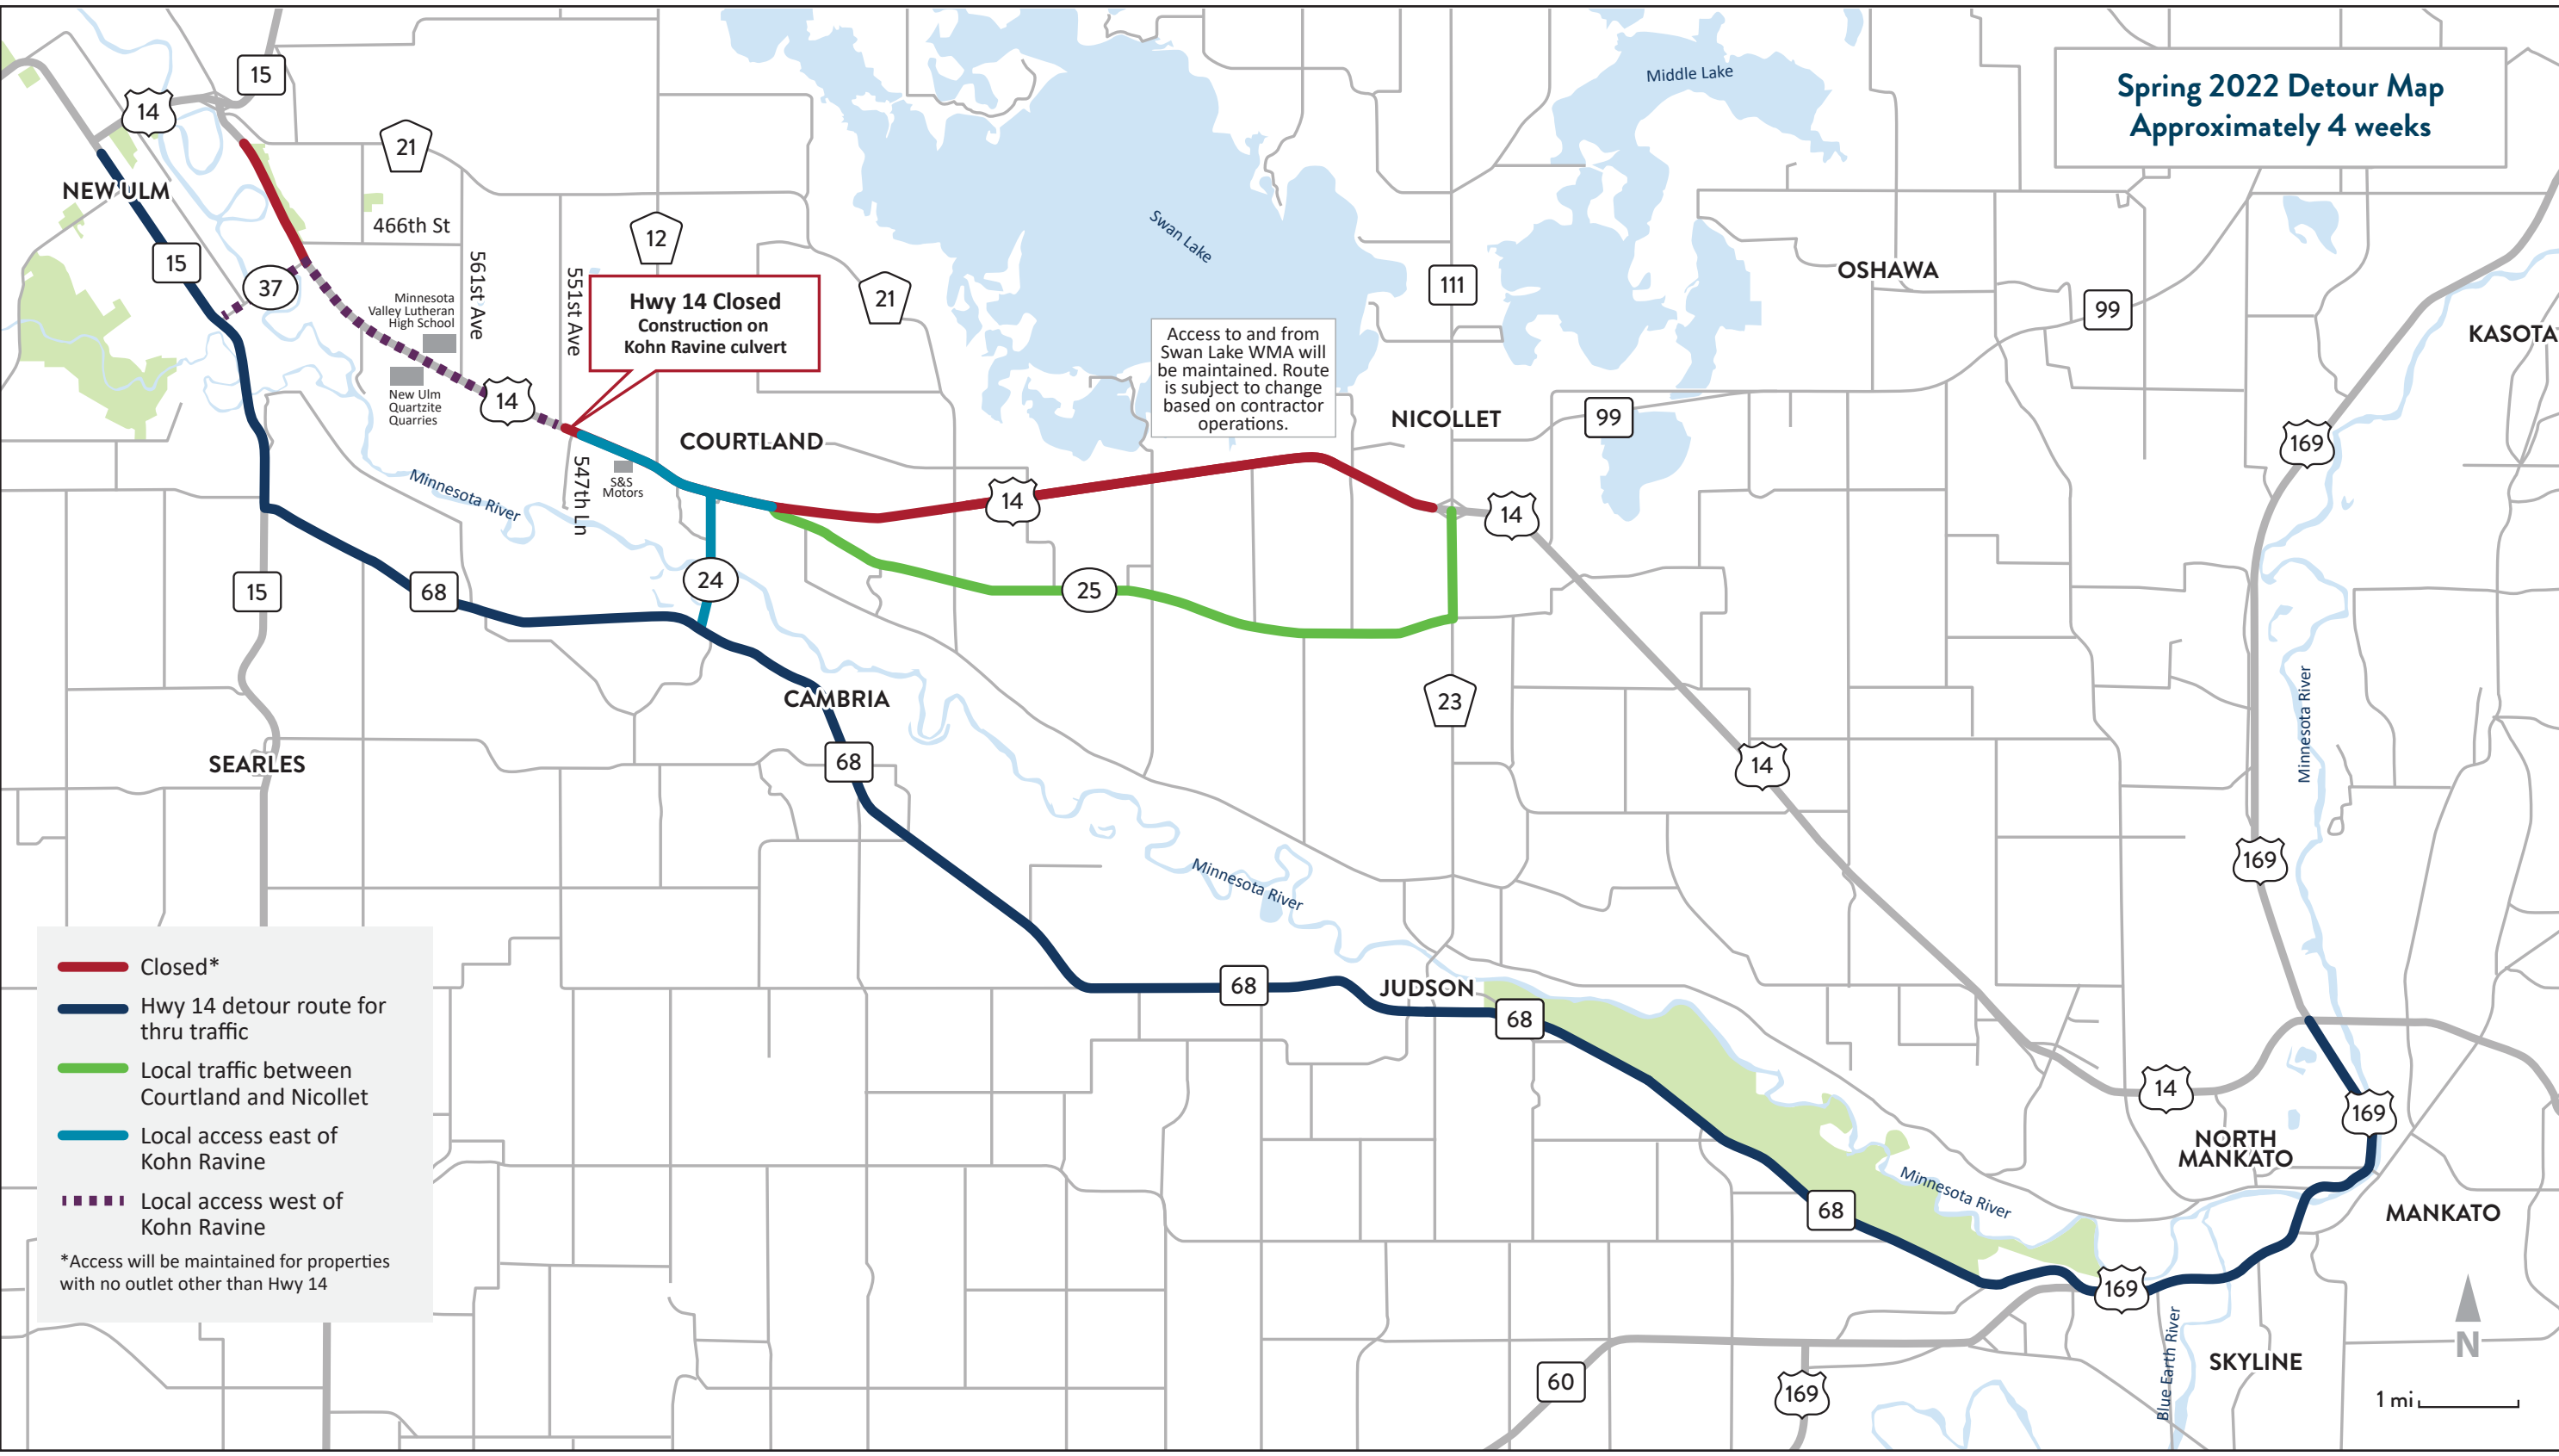 Spring 2022 Detour Map
Approximately 4 weeks
15
14
21
NEW ULM
466th St
15
37
561st Ave
551st Ave
12
21
Minnesota
Valley Lutheran
High School
New Ulm
Quartzite
Quarries
14
Hwy 14 Closed
Construction on
Kohn Ravine culvert
COURTLAND
547th Ln
S&S
Motors
Swan Lake
Middle Lake
111
Access to and from
Swan Lake WMA will
be maintained. Route
is subject to change
based on contractor
operations.
NICOLLET
OSHAWA
99
99
KASOTA
169
Minnesota River
14
14
15
68
24
25
CAMBRIA
23
Minnesota River
SEARLES
68
14
169
Minnesota River
68
JUDSON
68
14
169
NORTH
MANKATO
MANKATO
Minnesota River
68
169
Blue Earth River
SKYLINE
60
169
N
1 mi
Closed*
Hwy 14 detour route for
thru traffic
Local traffic between
Courtland and Nicollet
Local access east of
Kohn Ravine
Local access west of
Kohn Ravine
*Access will be maintained for properties
with no outlet other than Hwy 14